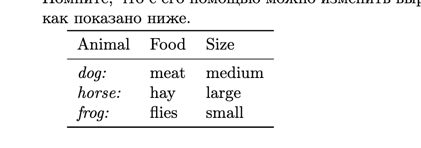 как показано ниже.
Animal Food Size
dog: meat medium
horse: hay large
frog: flies small